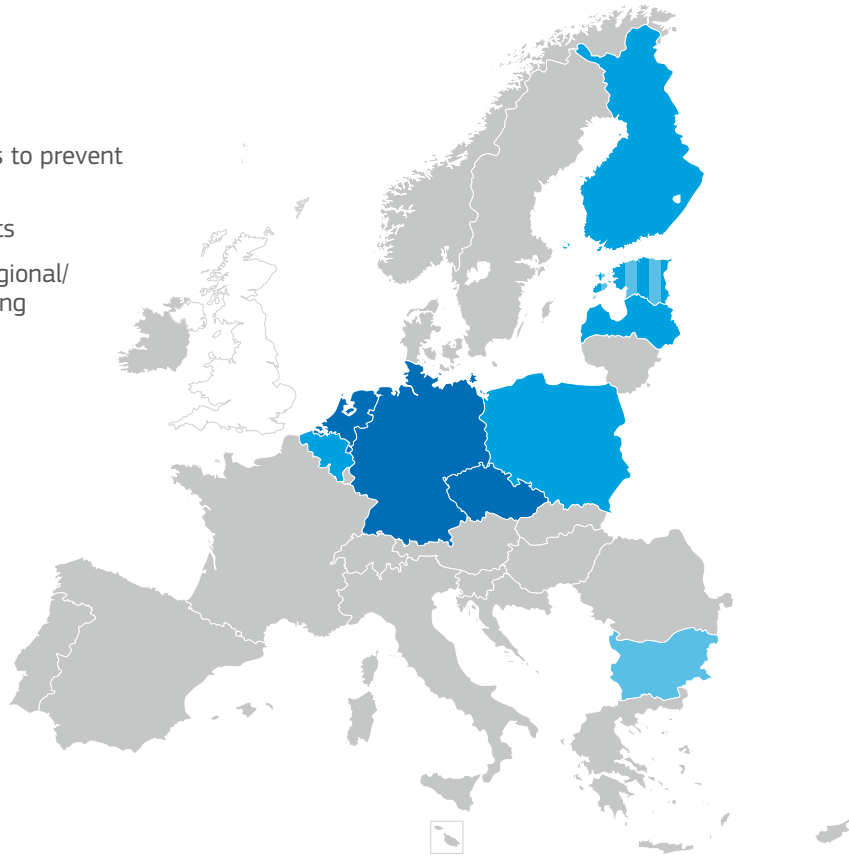 s to prevent
ts
gional/
ng